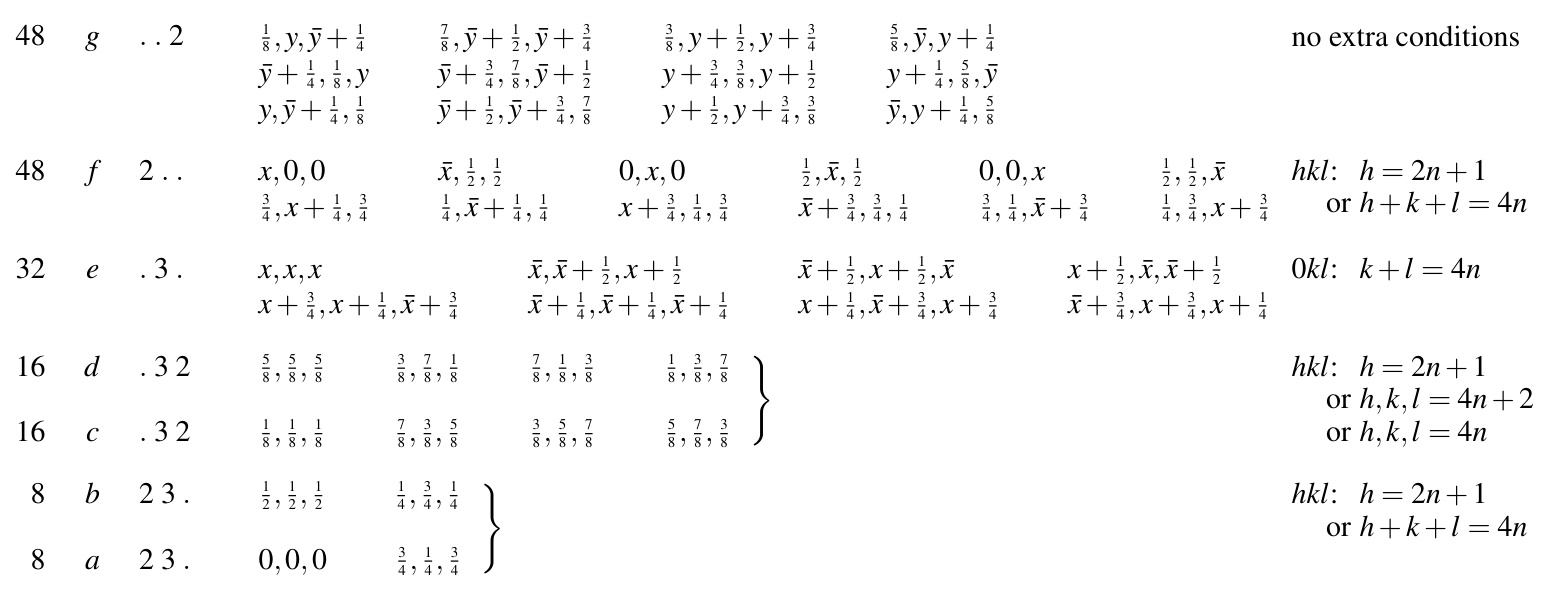 48 g . . 2 1/8,y,ȳ+1/4 7/8,ȳ+1/2,ȳ+3/4 3/8,y+1/2,y+3/4 5/8,ȳ,y+1/4 no extra conditions
ȳ+1/4,1/8,y ȳ+3/4,7/8,ȳ+1/2 y+3/4,3/8,y+1/2 y+1/4,5/8,ȳ
y,ȳ+1/4,1/8 ȳ+1/2,ȳ+3/4,7/8 y+1/2,y+3/4,3/8 ȳ,y+1/4,5/8
48 f 2 . . x,0,0 x̄,1/2,1/2 0,x,0 1/2,x̄,1/2 0,0,x 1/2,1/2,x̄ hkl: h=2n+1
3/4,x+1/4,3/4 1/4,x̄+1/4,1/4 x+3/4,1/4,3/4 x̄+3/4,3/4,1/4 3/4,1/4,x̄+3/4 1/4,3/4,x+3/4 or h+k+l=4n
32 e . 3 . x,x,x x̄,x̄+1/2,x+1/2 x̄+1/2,x+1/2,x̄ x+1/2,x̄,x̄+1/2 0kl: k+l=4n
x+3/4,x+1/4,x̄+3/4 x̄+1/4,x̄+1/4,x̄+1/4 x+1/4,x̄+3/4,x+3/4 x̄+3/4,x+3/4,x+1/4
16 d . 3 2 5/8,5/8,5/8 3/8,7/8,1/8 7/8,1/8,3/8 1/8,3/8,7/8 hkl: h=2n+1
or h,k,l=4n+2
16 c . 3 2 1/8,1/8,1/8 7/8,3/8,5/8 3/8,5/8,7/8 5/8,7/8,3/8 or h,k,l=4n
8 b 2 3 . 1/2,1/2,1/2 1/4,3/4,1/4 hkl: h=2n+1
or h+k+l=4n
8 a 2 3 . 0,0,0 3/4,1/4,3/4